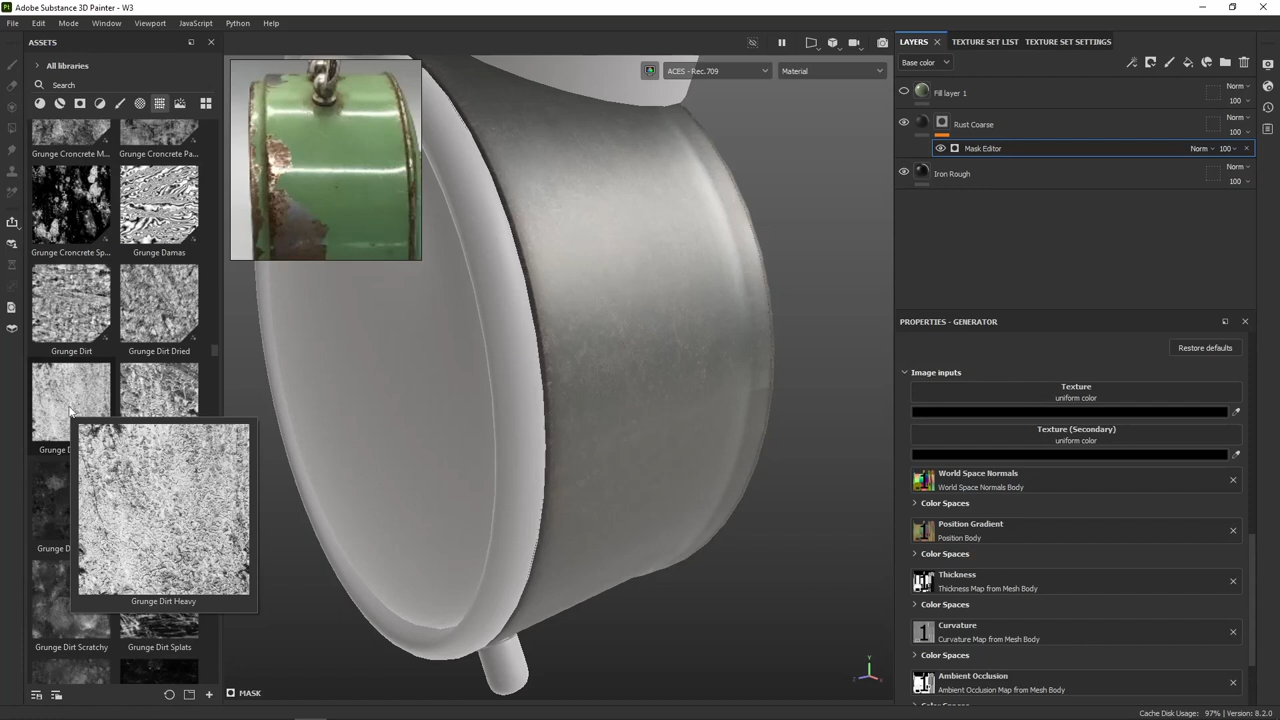 Adobe Substance 3D Painter - W3
File Edit Mode Window Viewport JavaScript Python Help
ASSETS
All libraries
Search
Grunge Croncrete M...
Grunge Croncrete Pa...
Grunge Croncrete Sp...
Grunge Damas
Grunge Dirt
Grunge Dirt Dried
Grunge D
Grunge D
Grunge Dirt Heavy
Grunge Dirt Scratchy
Grunge Dirt Splats
ACES - Rec.709
Material
MASK
LAYERS
TEXTURE SET LIST
TEXTURE SET SETTINGS
Base color
Fill layer 1
Norm
100
Rust Coarse
Norm
100
Mask Editor
Norm
100
Iron Rough
Norm
100
PROPERTIES - GENERATOR
Restore defaults
Image inputs
Texture
uniform color
Texture (Secondary)
uniform color
World Space Normals
World Space Normals Body
Color Spaces
Position Gradient
Position Body
Color Spaces
Thickness
Thickness Map from Mesh Body
Color Spaces
Curvature
Curvature Map from Mesh Body
Color Spaces
Ambient Occlusion
Ambient Occlusion Map from Mesh Body
Cache Disk Usage: 97% | Version: 8.2.0